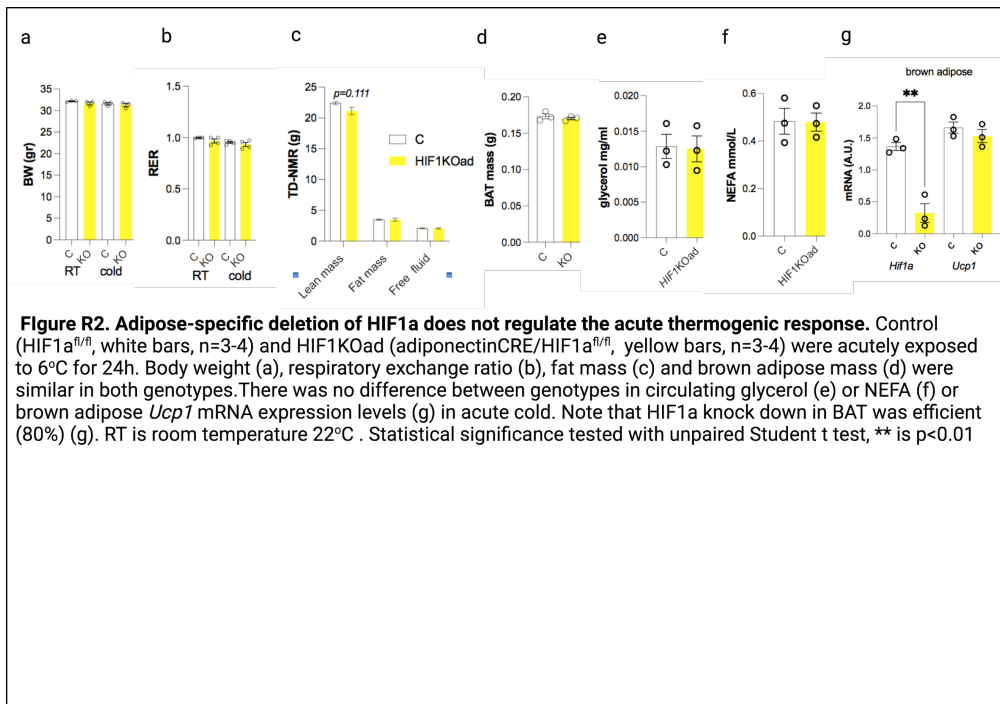 a
b
c
d
e
f
g
BW (gr)
35
30
25
20
15
10
5
0
C
KO
C
KO
RT
cold
RER
1.5
1.0
0.5
0.0
C
KO
C
KO
RT
cold
TD-NMR (g)
25
20
15
10
5
0
p=0.111
C
HIF1KOad
Lean mass
Fat mass
Free fluid
BAT mass (g)
0.20
0.15
0.10
0.05
0.00
C
KO
glycerol mg/ml
0.020
0.015
0.010
0.005
0.000
C
HIF1KOad
NEFA mmol/L
0.6
0.4
0.2
0.0
C
HIF1KOad
brown adipose
**
mRNA (A.U.)
2.0
1.5
1.0
0.5
0.0
C
KO
C
KO
Hif1a
Ucp1
FIgure R2. Adipose-specific deletion of HIF1a does not regulate the acute thermogenic response. Control
(HIF1afl/fl, white bars, n=3-4) and HIF1KOad (adiponectinCRE/HIF1afl/fl, yellow bars, n=3-4) were acutely exposed
to 6ºC for 24h. Body weight (a), respiratory exchange ratio (b), fat mass (c) and brown adipose mass (d) were
similar in both genotypes.There was no difference between genotypes in circulating glycerol (e) or NEFA (f) or
brown adipose Ucp1 mRNA expression levels (g) in acute cold. Note that HIF1a knock down in BAT was efficient
(80%) (g). RT is room temperature 22ºC . Statistical significance tested with unpaired Student t test, ** is p<0.01